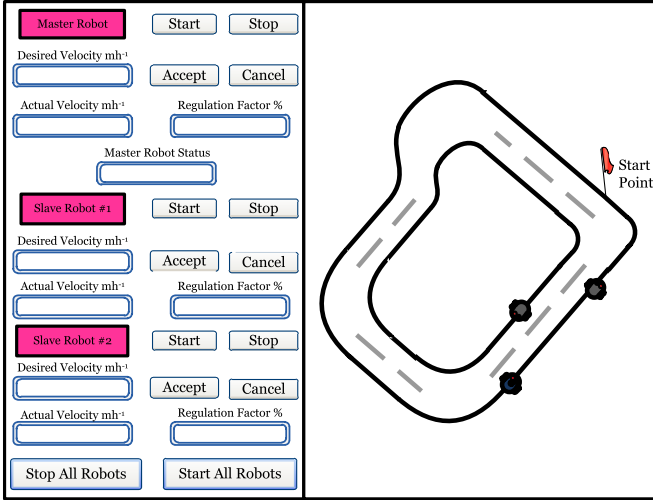 Master Robot Start Stop
Desired Velocity mh⁻¹
Accept Cancel
Actual Velocity mh⁻¹ Regulation Factor %
Master Robot Status
Slave Robot #1 Start Stop
Desired Velocity mh⁻¹
Accept Cancel
Actual Velocity mh⁻¹ Regulation Factor %
Slave Robot #2 Start Stop
Desired Velocity mh⁻¹
Accept Cancel
Actual Velocity mh⁻¹ Regulation Factor %
Stop All Robots Start All Robots
Start
Point